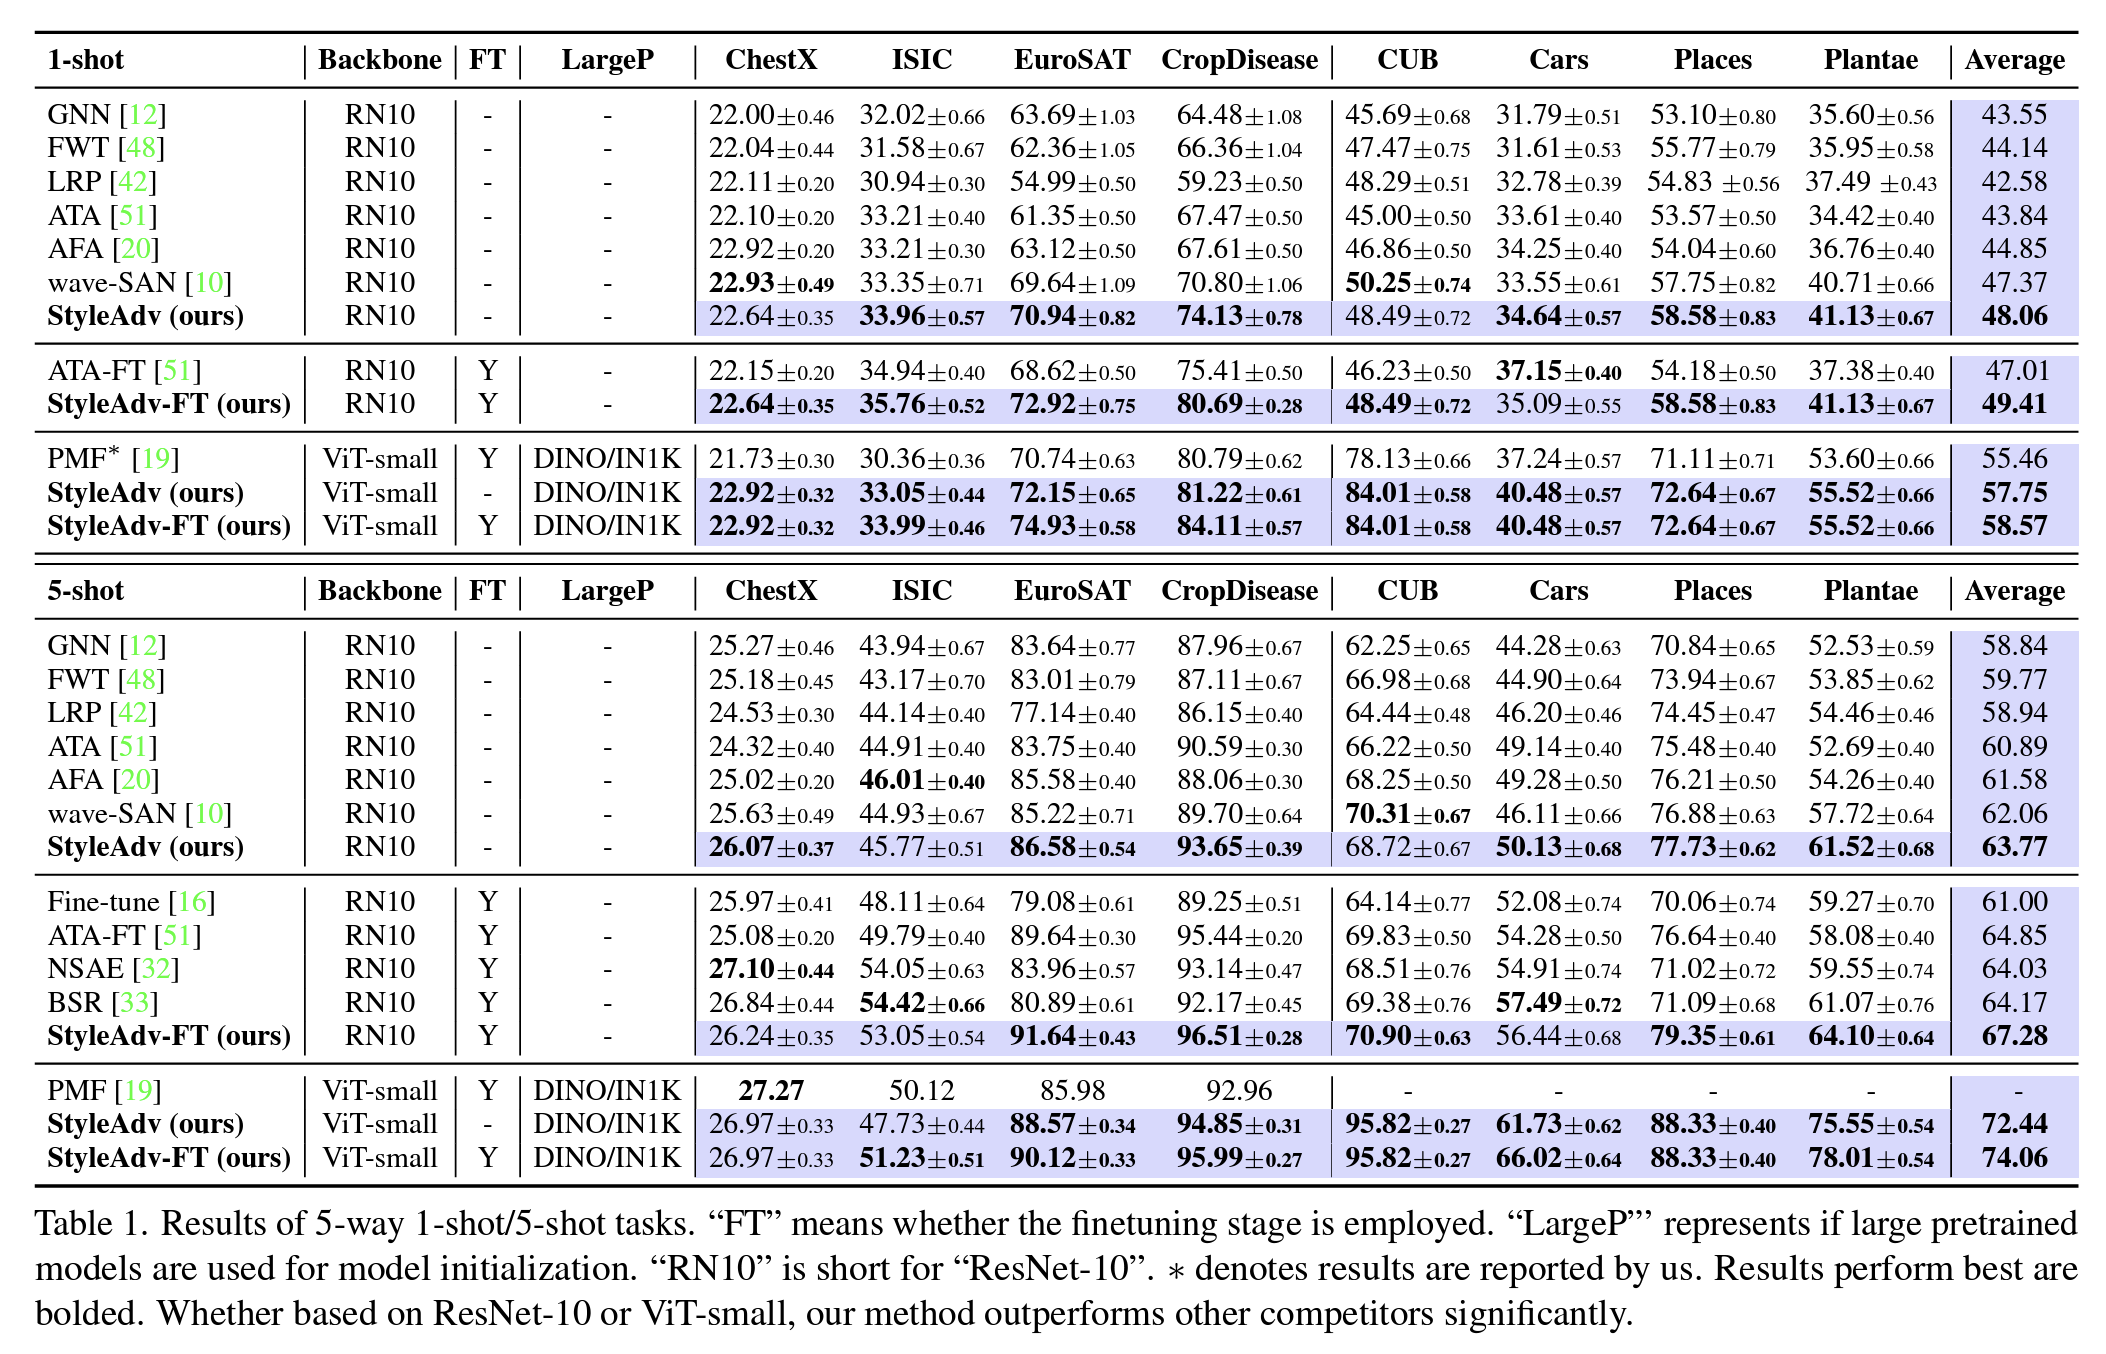 1-shot Backbone FT LargeP ChestX ISIC EuroSAT CropDisease CUB Cars Places Plantae Average
GNN [12] RN10 - - 22.00±0.46 32.02±0.66 63.69±1.03 64.48±1.08 45.69±0.68 31.79±0.51 53.10±0.80 35.60±0.56 43.55
FWT [48] RN10 - - 22.04±0.44 31.58±0.67 62.36±1.05 66.36±1.04 47.47±0.75 31.61±0.53 55.77±0.79 35.95±0.58 44.14
LRP [42] RN10 - - 22.11±0.20 30.94±0.30 54.99±0.50 59.23±0.50 48.29±0.51 32.78±0.39 54.83 ±0.56 37.49 ±0.43 42.58
ATA [51] RN10 - - 22.10±0.20 33.21±0.40 61.35±0.50 67.47±0.50 45.00±0.50 33.61±0.40 53.57±0.50 34.42±0.40 43.84
AFA [20] RN10 - - 22.92±0.20 33.21±0.30 63.12±0.50 67.61±0.50 46.86±0.50 34.25±0.40 54.04±0.60 36.76±0.40 44.85
wave-SAN [10] RN10 - - 22.93±0.49 33.35±0.71 69.64±1.09 70.80±1.06 50.25±0.74 33.55±0.61 57.75±0.82 40.71±0.66 47.37
StyleAdv (ours) RN10 - - 22.64±0.35 33.96±0.57 70.94±0.82 74.13±0.78 48.49±0.72 34.64±0.57 58.58±0.83 41.13±0.67 48.06
ATA-FT [51] RN10 Y - 22.15±0.20 34.94±0.40 68.62±0.50 75.41±0.50 46.23±0.50 37.15±0.40 54.18±0.50 37.38±0.40 47.01
StyleAdv-FT (ours) RN10 Y - 22.64±0.35 35.76±0.52 72.92±0.75 80.69±0.28 48.49±0.72 35.09±0.55 58.58±0.83 41.13±0.67 49.41
PMF* [19] ViT-small Y DINO/IN1K 21.73±0.30 30.36±0.36 70.74±0.63 80.79±0.62 78.13±0.66 37.24±0.57 71.11±0.71 53.60±0.66 55.46
StyleAdv (ours) ViT-small - DINO/IN1K 22.92±0.32 33.05±0.44 72.15±0.65 81.22±0.61 84.01±0.58 40.48±0.57 72.64±0.67 55.52±0.66 57.75
StyleAdv-FT (ours) ViT-small Y DINO/IN1K 22.92±0.32 33.99±0.46 74.93±0.58 84.11±0.57 84.01±0.58 40.48±0.57 72.64±0.67 55.52±0.66 58.57
5-shot Backbone FT LargeP ChestX ISIC EuroSAT CropDisease CUB Cars Places Plantae Average
GNN [12] RN10 - - 25.27±0.46 43.94±0.67 83.64±0.77 87.96±0.67 62.25±0.65 44.28±0.63 70.84±0.65 52.53±0.59 58.84
FWT [48] RN10 - - 25.18±0.45 43.17±0.70 83.01±0.79 87.11±0.67 66.98±0.68 44.90±0.64 73.94±0.67 53.85±0.62 59.77
LRP [42] RN10 - - 24.53±0.30 44.14±0.40 77.14±0.40 86.15±0.40 64.44±0.48 46.20±0.46 74.45±0.47 54.46±0.46 58.94
ATA [51] RN10 - - 24.32±0.40 44.91±0.40 83.75±0.40 90.59±0.30 66.22±0.50 49.14±0.40 75.48±0.40 52.69±0.40 60.89
AFA [20] RN10 - - 25.02±0.20 46.01±0.40 85.58±0.40 88.06±0.30 68.25±0.50 49.28±0.50 76.21±0.50 54.26±0.40 61.58
wave-SAN [10] RN10 - - 25.63±0.49 44.93±0.67 85.22±0.71 89.70±0.64 70.31±0.67 46.11±0.66 76.88±0.63 57.72±0.64 62.06
StyleAdv (ours) RN10 - - 26.07±0.37 45.77±0.51 86.58±0.54 93.65±0.39 68.72±0.67 50.13±0.68 77.73±0.62 61.52±0.68 63.77
Fine-tune [16] RN10 Y - 25.97±0.41 48.11±0.64 79.08±0.61 89.25±0.51 64.14±0.77 52.08±0.74 70.06±0.74 59.27±0.70 61.00
ATA-FT [51] RN10 Y - 25.08±0.20 49.79±0.40 89.64±0.30 95.44±0.20 69.83±0.50 54.28±0.50 76.64±0.40 58.08±0.40 64.85
NSAE [32] RN10 Y - 27.10±0.44 54.05±0.63 83.96±0.57 93.14±0.47 68.51±0.76 54.91±0.74 71.02±0.72 59.55±0.74 64.03
BSR [33] RN10 Y - 26.84±0.44 54.42±0.66 80.89±0.61 92.17±0.45 69.38±0.76 57.49±0.72 71.09±0.68 61.07±0.76 64.17
StyleAdv-FT (ours) RN10 Y - 26.24±0.35 53.05±0.54 91.64±0.43 96.51±0.28 70.90±0.63 56.44±0.68 79.35±0.61 64.10±0.64 67.28
PMF [19] ViT-small Y DINO/IN1K 27.27 50.12 85.98 92.96 - - - - -
StyleAdv (ours) ViT-small - DINO/IN1K 26.97±0.33 47.73±0.44 88.57±0.34 94.85±0.31 95.82±0.27 61.73±0.62 88.33±0.40 75.55±0.54 72.44
StyleAdv-FT (ours) ViT-small Y DINO/IN1K 26.97±0.33 51.23±0.51 90.12±0.33 95.99±0.27 95.82±0.27 66.02±0.64 88.33±0.40 78.01±0.54 74.06
Table 1. Results of 5-way 1-shot/5-shot tasks. “FT” means whether the finetuning stage is employed. “LargeP”’ represents if large pretrained
models are used for model initialization. “RN10” is short for “ResNet-10”. ∗ denotes results are reported by us. Results perform best are
bolded. Whether based on ResNet-10 or ViT-small, our method outperforms other competitors significantly.